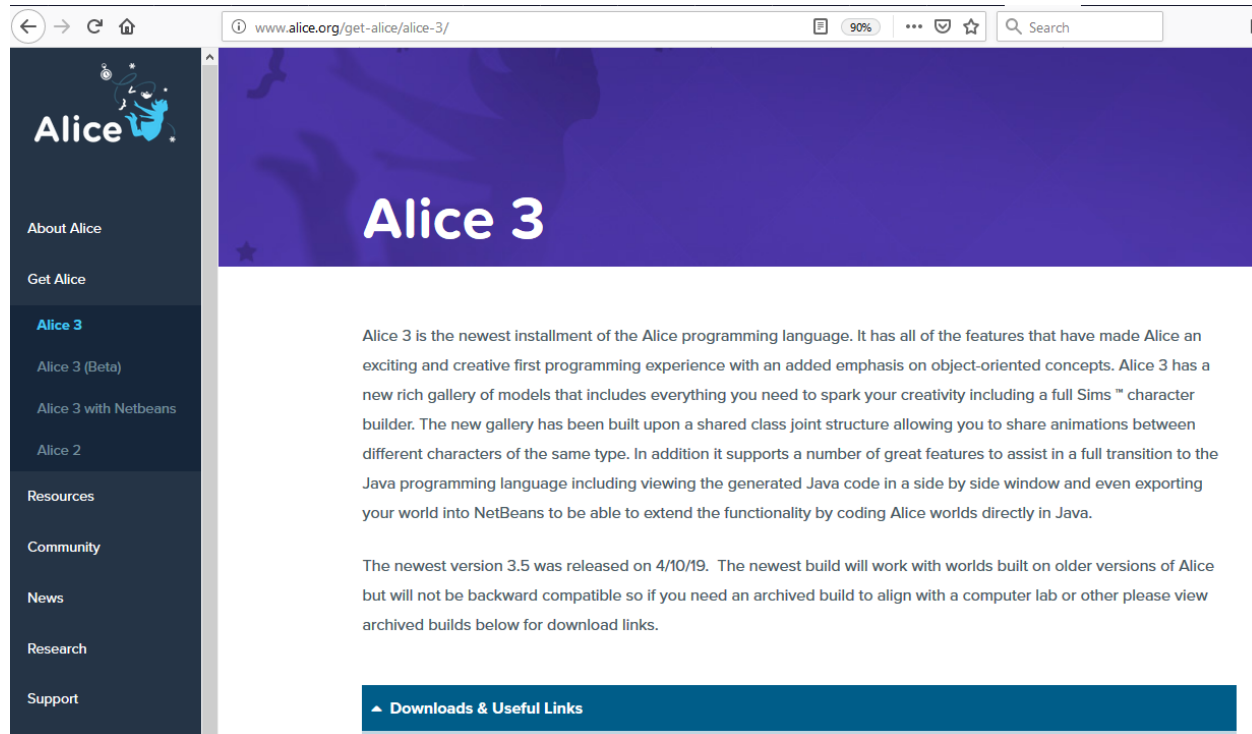 www.alice.org/get-alice/alice-3/
90%
Search
Alice
About Alice
Get Alice
Alice 3
Alice 3 (Beta)
Alice 3 with Netbeans
Alice 2
Resources
Community
News
Research
Support
Alice 3
Alice 3 is the newest installment of the Alice programming language. It has all of the features that have made Alice an
exciting and creative first programming experience with an added emphasis on object-oriented concepts. Alice 3 has a
new rich gallery of models that includes everything you need to spark your creativity including a full Sims ™ character
builder. The new gallery has been built upon a shared class joint structure allowing you to share animations between
different characters of the same type. In addition it supports a number of great features to assist in a full transition to the
Java programming language including viewing the generated Java code in a side by side window and even exporting
your world into NetBeans to be able to extend the functionality by coding Alice worlds directly in Java.
The newest version 3.5 was released on 4/10/19.  The newest build will work with worlds built on older versions of Alice
but will not be backward compatible so if you need an archived build to align with a computer lab or other please view
archived builds below for download links.
Downloads & Useful Links